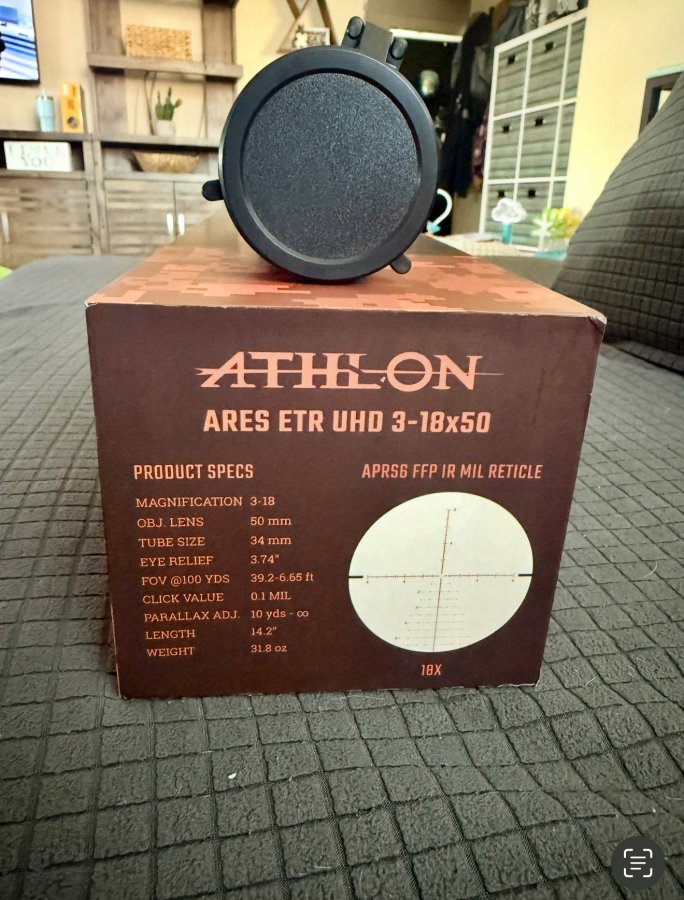 I LOVE
YOU
ATHLON
ARES ETR UHD 3-18x50
PRODUCT SPECS
MAGNIFICATION 3-18
OBJ. LENS 50 mm
TUBE SIZE 34 mm
EYE RELIEF 3.74"
FOV @100 YDS 39.2-6.65 ft
CLICK VALUE 0.1 MIL
PARALLAX ADJ. 10 yds - ∞
LENGTH 14.2"
WEIGHT 31.8 oz
APRS6 FFP IR MIL RETICLE
18X